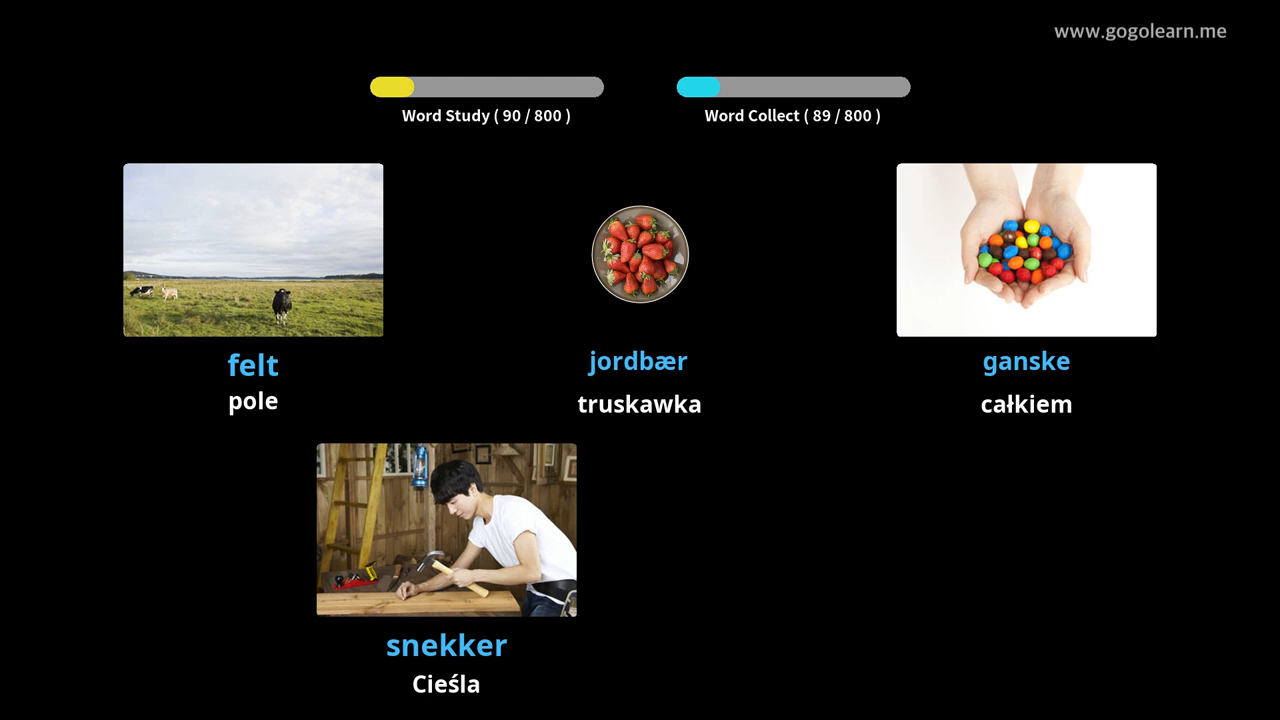 www.gogolearn.me
Word Study ( 90 / 800 )
Word Collect ( 89 / 800 )
felt
pole
jordbær
truskawka
ganske
całkiem
snekker
Cieśla